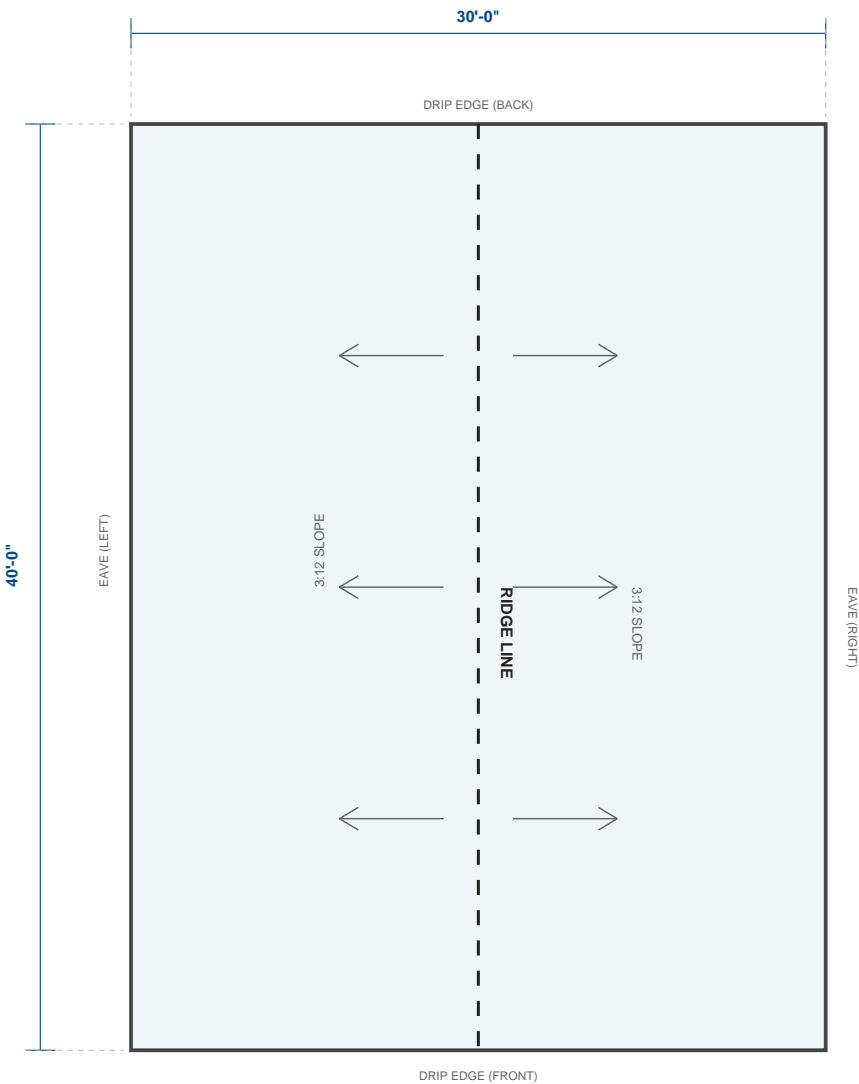 30'-0"
DRIP EDGE (BACK)
40'-0"
EAVE (LEFT)
3:12 SLOPE
RIDGE LINE
3:12 SLOPE
EAVE (RIGHT)
DRIP EDGE (FRONT)